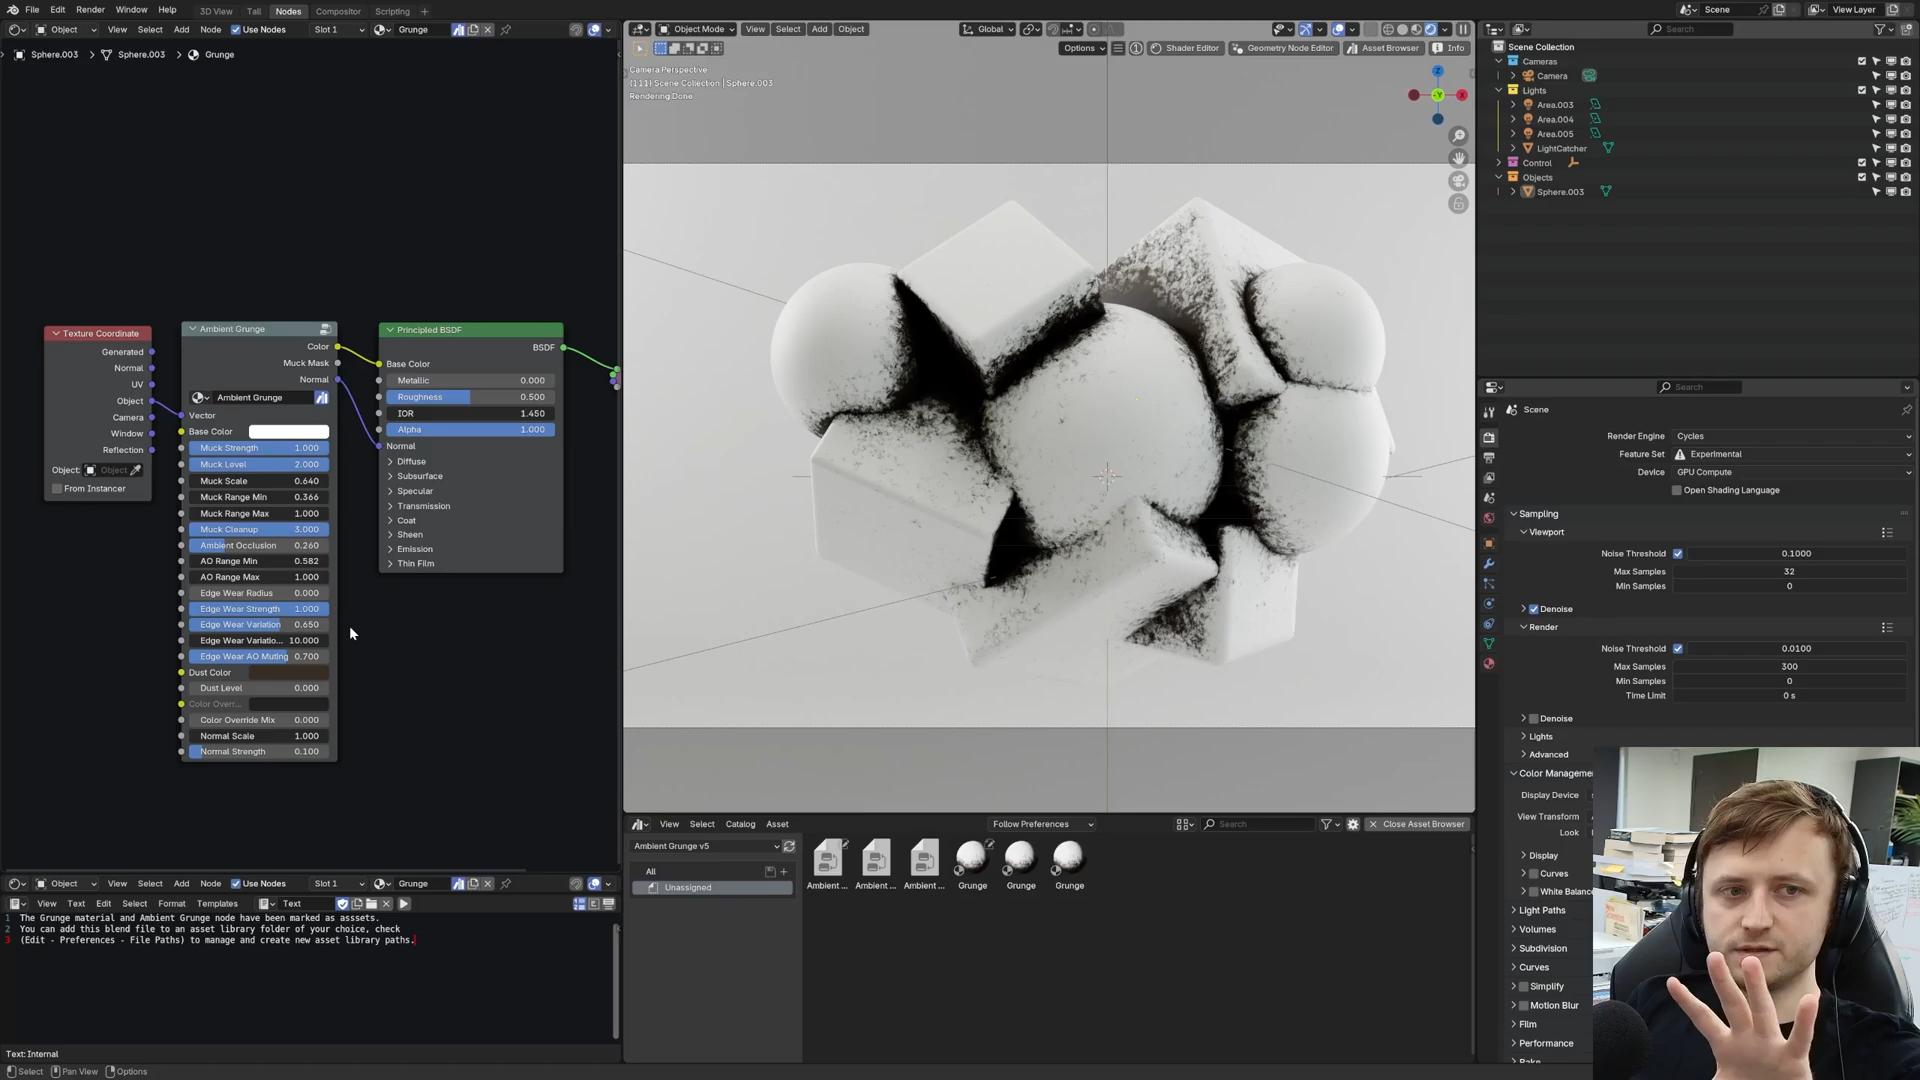 File Edit Render Window Help 3D View Tall Nodes Compositor Scripting + Scene View Layer
Object View Select Add Node Use Nodes Slot 1 Grunge
Sphere.003 > Sphere.003 > Grunge
Texture Coordinate
Generated
Normal
UV
Object
Camera
Window
Reflection
Object: Object
From Instancer
Ambient Grunge
Color
Muck Mask
Normal
Ambient Grunge
Vector
Base Color
Muck Strength 1.000
Muck Level 2.000
Muck Scale 0.640
Muck Range Min 0.366
Muck Range Max 1.000
Muck Cleanup 3.000
Ambient Occlusion 0.260
AO Range Min 0.582
AO Range Max 1.000
Edge Wear Radius 0.000
Edge Wear Strength 1.000
Edge Wear Variation 0.650
Edge Wear Variatio... 10.000
Edge Wear AO Muting 0.700
Dust Color
Dust Level 0.000
Color Overr...
Color Override Mix 0.000
Normal Scale 1.000
Normal Strength 0.100
Principled BSDF
BSDF
Base Color
Metallic 0.000
Roughness 0.500
IOR 1.450
Alpha 1.000
Normal
Diffuse
Subsurface
Specular
Transmission
Coat
Sheen
Emission
Thin Film
Object Mode View Select Add Object Global
Options Shader Editor Geometry Node Editor Asset Browser Info
Camera Perspective
(111) Scene Collection | Sphere.003
Rendering Done
Z
Y
X
Search
Scene Collection
Cameras
Camera
Lights
Area.003
Area.004
Area.005
LightCatcher
Control
Objects
Sphere.003
Search
Scene
Render Engine Cycles
Feature Set Experimental
Device GPU Compute
Open Shading Language
Sampling
Viewport
Noise Threshold 0.1000
Max Samples 32
Min Samples 0
Denoise
Render
Noise Threshold 0.0100
Max Samples 300
Min Samples 0
Time Limit 0 s
Denoise
Lights
Advanced
Color Manageme
Display Device
View Transform
Look
Display
Curves
White Balanc
Light Paths
Volumes
Subdivision
Curves
Simplify
Motion Blur
Film
Performance
Bake
View Select Catalog Asset Follow Preferences Search Close Asset Browser
Ambient Grunge v5
All
Unassigned
Ambient ... Ambient ... Ambient ... Grunge Grunge Grunge
Object View Select Add Node Use Nodes Slot 1 Grunge
View Text Edit Select Format Templates Text
1 The Grunge material and Ambient Grunge node have been marked as asssets.
2 You can add this blend file to an asset library folder of your choice, check
3 (Edit - Preferences - File Paths) to manage and create new asset library paths.
Text: Internal
Select Pan View Options